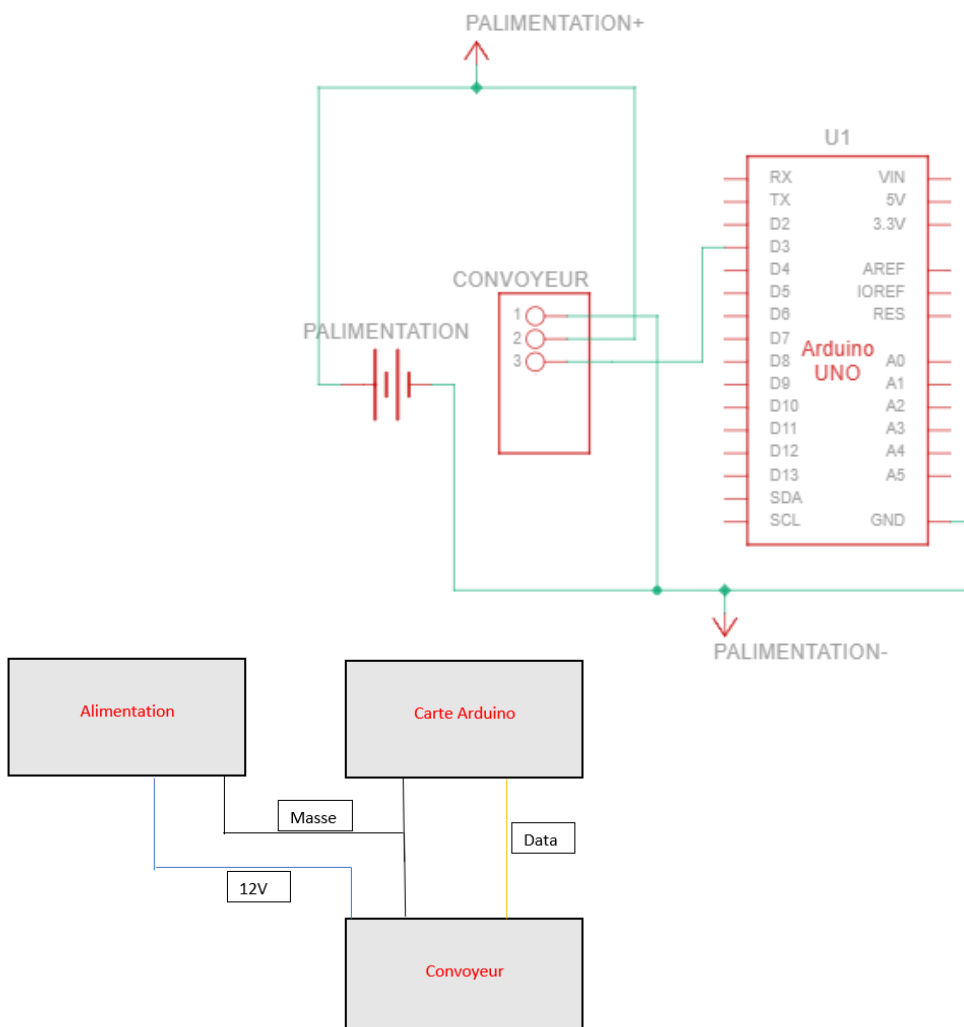 PALIMENTATION+
U1
RX VIN
TX 5V
D2 3.3V
D3
D4 AREF
CONVOYEUR
D5 IOREF
1 D6 RES
PALIMENTATION
2 D7
Arduino
3 D8 A0
UNO
D9 A1
D10 A2
D11 A3
D12 A4
D13 A5
SDA
SCL GND
PALIMENTATION-
Alimentation
Carte Arduino
Masse
Data
12V
Convoyeur